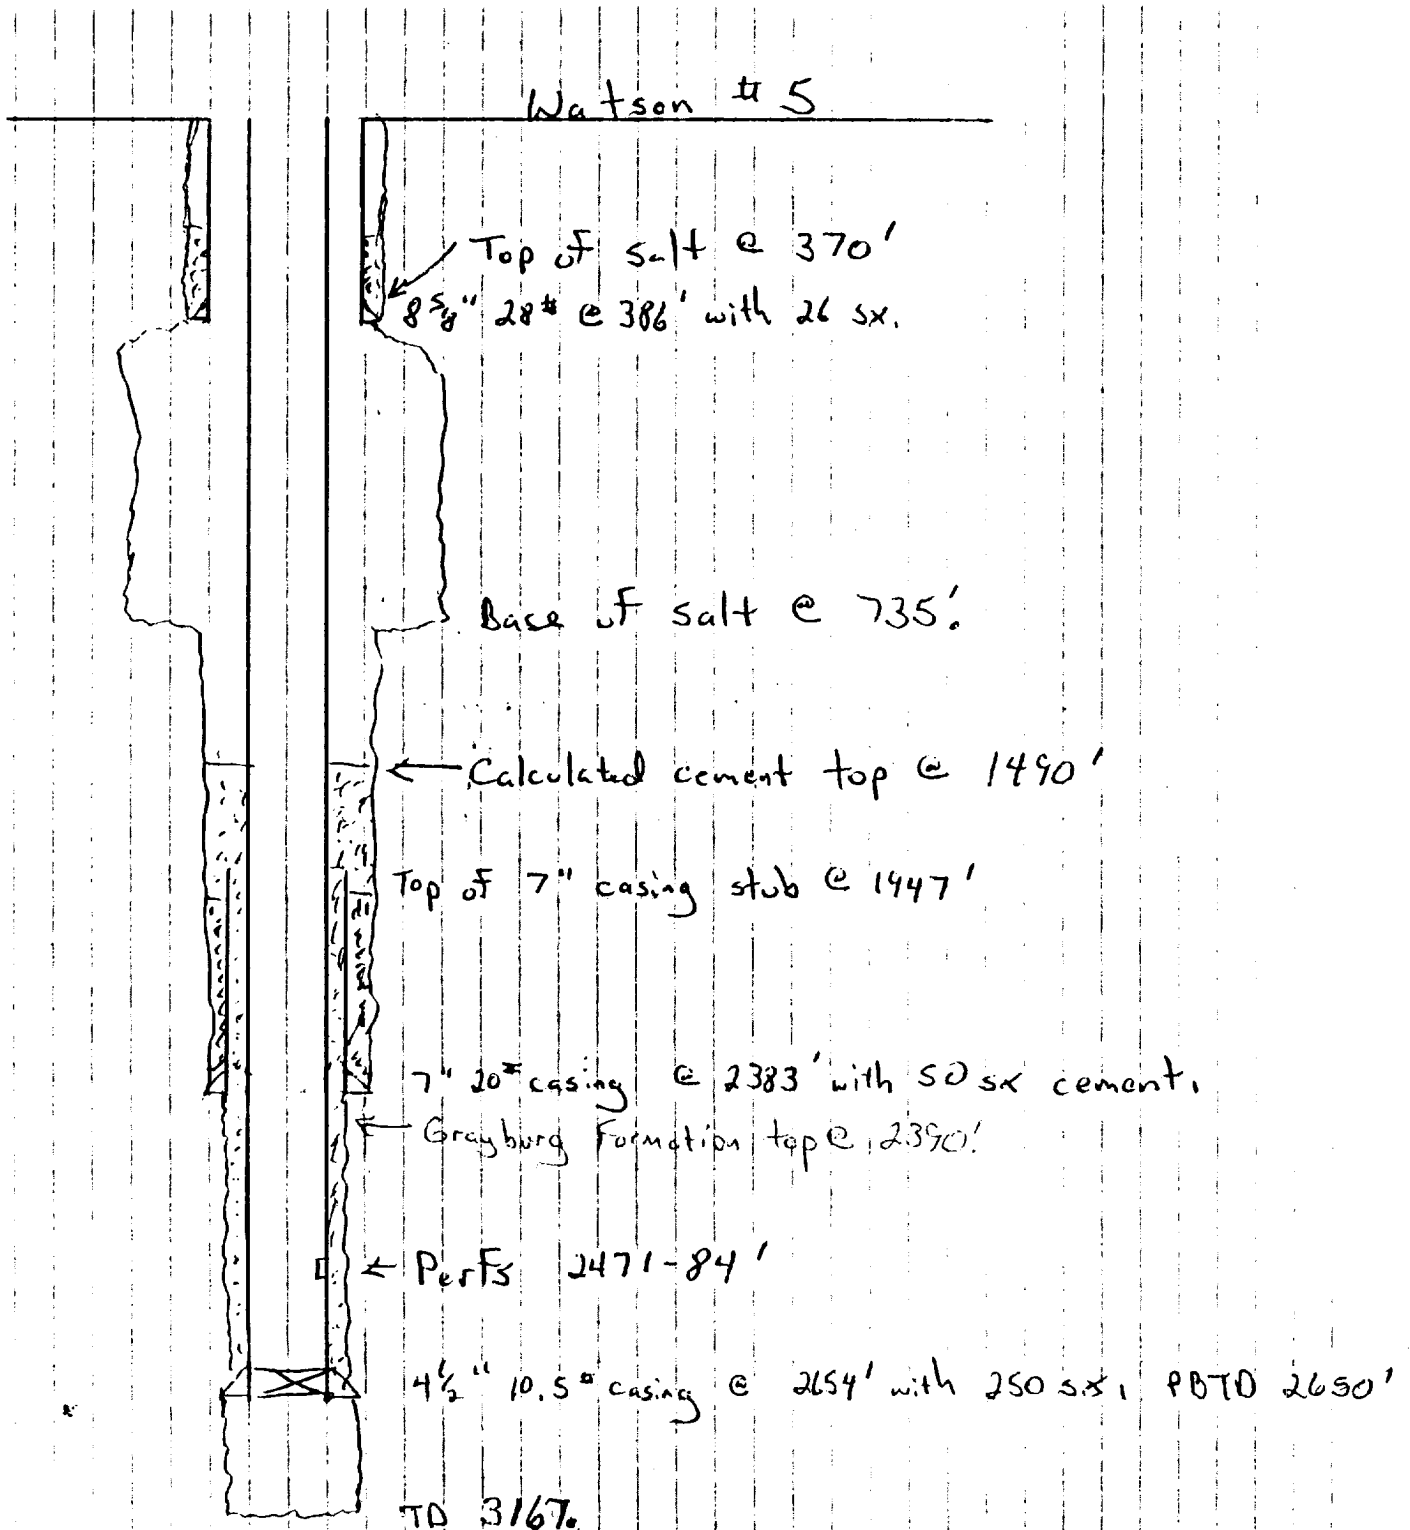 Watson # 5
Top of salt @ 370'
8 5/8" 28# @ 386' with 26 sx.
Base of salt @ 735'.
Calculated cement top @ 1490'
Top of 7" casing stub @ 1947'
7" 20# casing @ 2383' with 50 sx cement.
Grayburg Formation top @ 2390'.
Perfs 2471-84'
4 1/2" 10.5# casing @ 2654' with 250 sx, PBTD 2650'
TD 3167'.